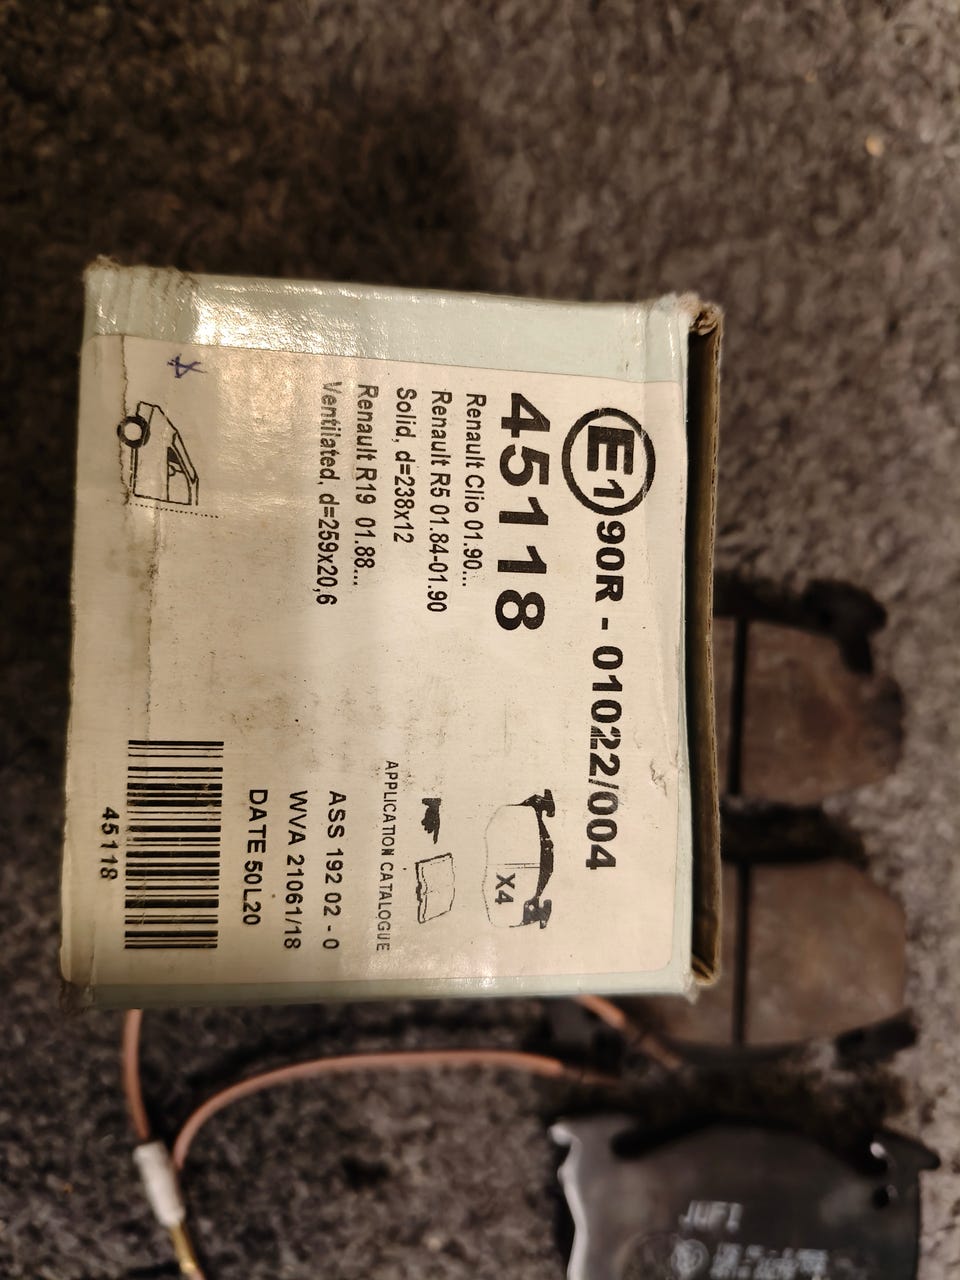 E1 90R - 01022/004
45118
Renault Clio 01.90...
Renault R5 01.84-01.90
Solid, d=238x12
Renault R19 01.88...
Ventilated, d=259x20,6
X4
APPLICATION CATALOGUE
ASS 192 02 - 0
WVA 21061/18
DATE 50L20
45118